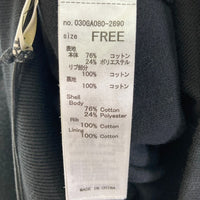 no.030GA080-2690
size FREE
表地
本体 76% コットン
24% ポリエステル
リブ部分
100% コットン
裏地
100% コットン
Shell
Body
76% Cotton
24% Polyester
Rib
100% Cotton
Lining
100% Cotton
MADE IN CHINA